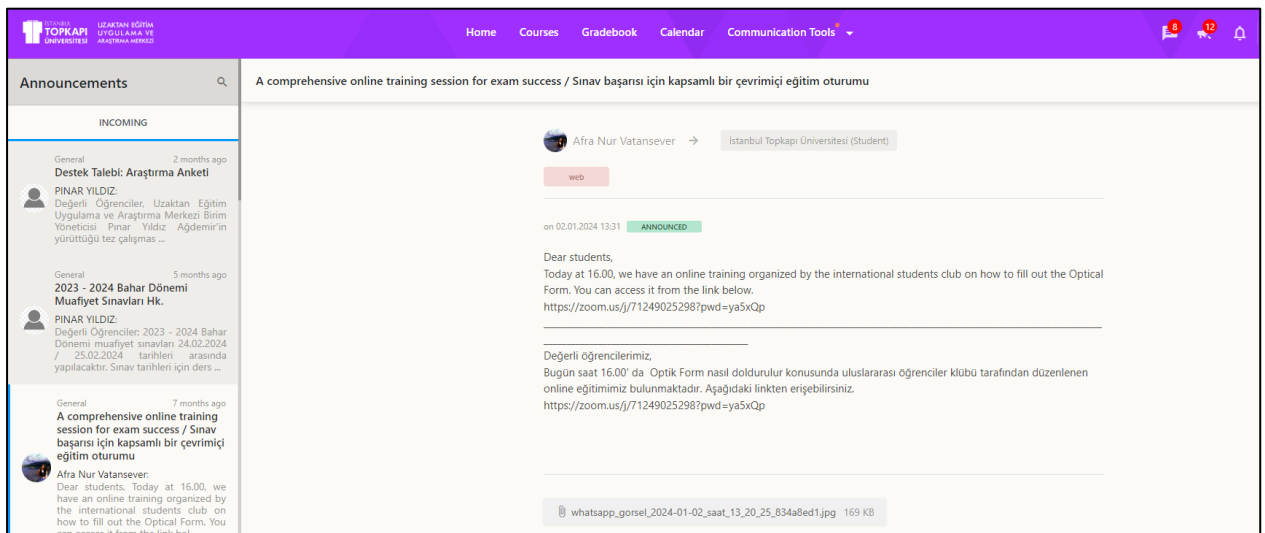 İSTANBUL
TOPKAPI
ÜNİVERSİTESİ
UZAKTAN EĞİTİM
UYGULAMA VE
ARAŞTIRMA MERKEZİ
Home Courses Gradebook Calendar Communication Tools
8 12
Announcements
INCOMING
General 2 months ago
Destek Talebi: Araştırma Anketi
PINAR YILDIZ:
Değerli Öğrenciler, Uzaktan Eğitim
Uygulama ve Araştırma Merkezi Birim
Yöneticisi Pınar Yıldız Ağdemir'in
yürüttüğü tez çalışmas ...
General 5 months ago
2023 - 2024 Bahar Dönemi
Muafiyet Sınavları Hk.
PINAR YILDIZ:
Değerli Öğrenciler; 2023 - 2024 Bahar
Dönemi muafiyet sınavları 24.02.2024
/ 25.02.2024 tarihleri arasında
yapılacaktır. Sınav tarihleri için ders ...
General 7 months ago
A comprehensive online training
session for exam success / Sınav
başarısı için kapsamlı bir çevrimiçi
eğitim oturumu
Afra Nur Vatansever:
Dear students, Today at 16.00, we
have an online training organized by
the international students club on
how to fill out the Optical Form. You
can access it from the link bel
A comprehensive online training session for exam success / Sınav başarısı için kapsamlı bir çevrimiçi eğitim oturumu
Afra Nur Vatansever → İstanbul Topkapı Üniversitesi (Student)
web
on 02.01.2024 13:31 ANNOUNCED
Dear students,
Today at 16.00, we have an online training organized by the international students club on how to fill out the Optical
Form. You can access it from the link below.
https://zoom.us/j/71249025298?pwd=ya5xQp
Değerli öğrencilerimiz,
Bugün saat 16.00' da Optik Form nasıl doldurulur konusunda uluslararası öğrenciler klübü tarafından düzenlenen
online eğitimimiz bulunmaktadır. Aşağıdaki linkten erişebilirsiniz.
https://zoom.us/j/71249025298?pwd=ya5xQp
whatsapp_gorsel_2024-01-02_saat_13_20_25_834a8ed1.jpg 169 KB